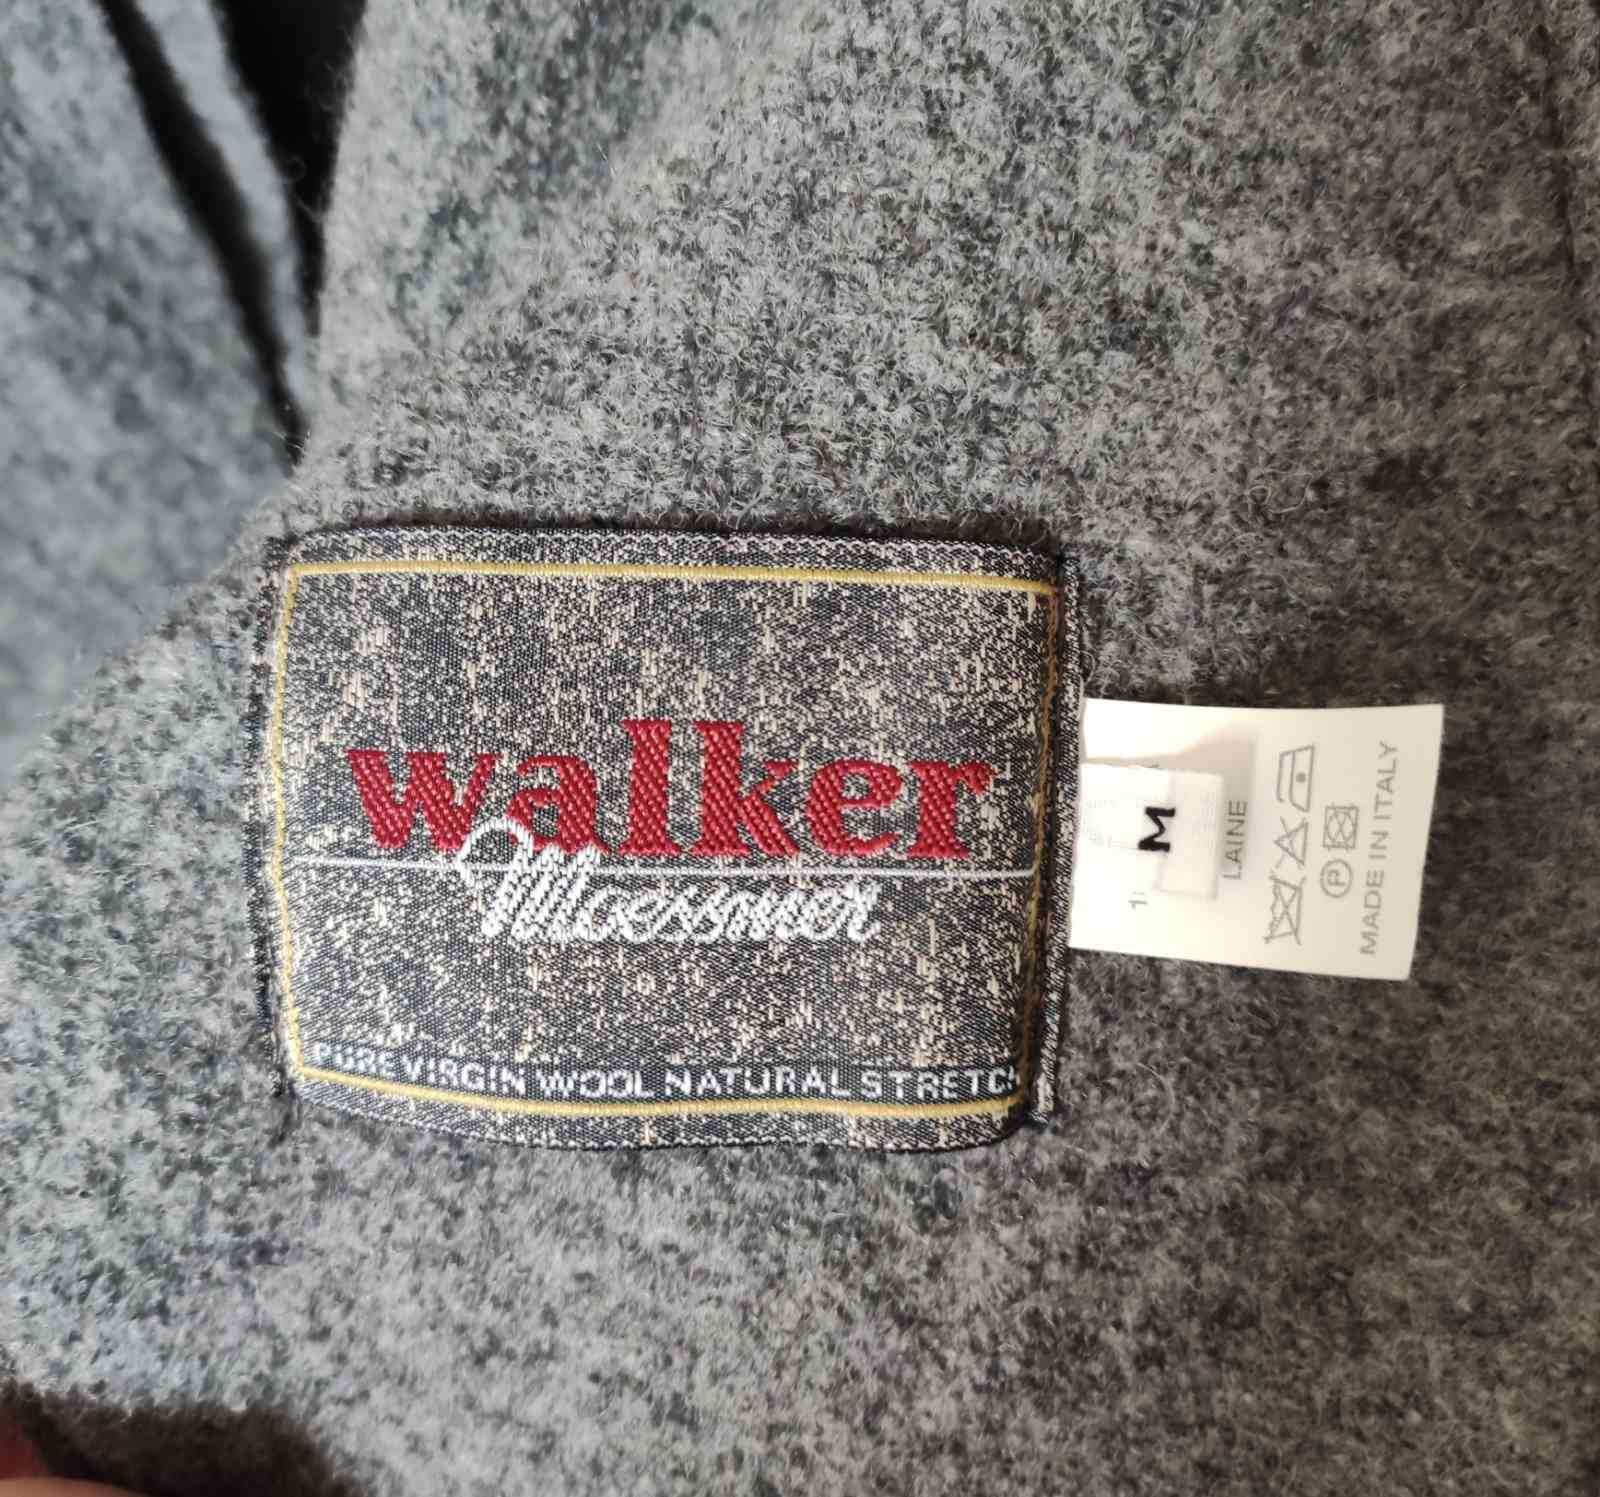 walker
Moessmer
PURE VIRGIN WOOL NATURAL STRETCH
M
LAINE
P
MADE IN ITALY